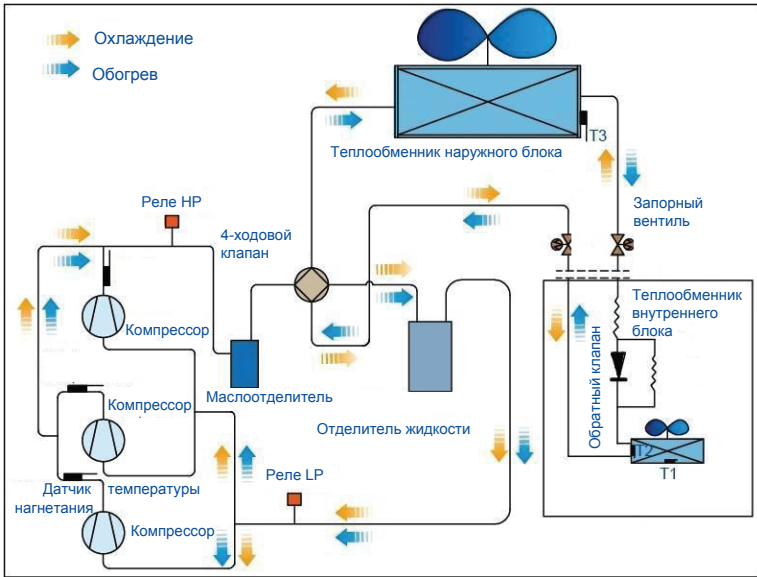 Охлаждение
Обогрев
T3
Теплообменник наружного блока
Реле HP
4-ходовой
клапан
Запорный
вентиль
Компрессор
Маслоотделитель
Отделитель жидкости
Теплообменник
внутреннего
блока
Обратный клапан
T2
T1
Компрессор
Датчик температуры
нагнетания
Компрессор
Реле LP